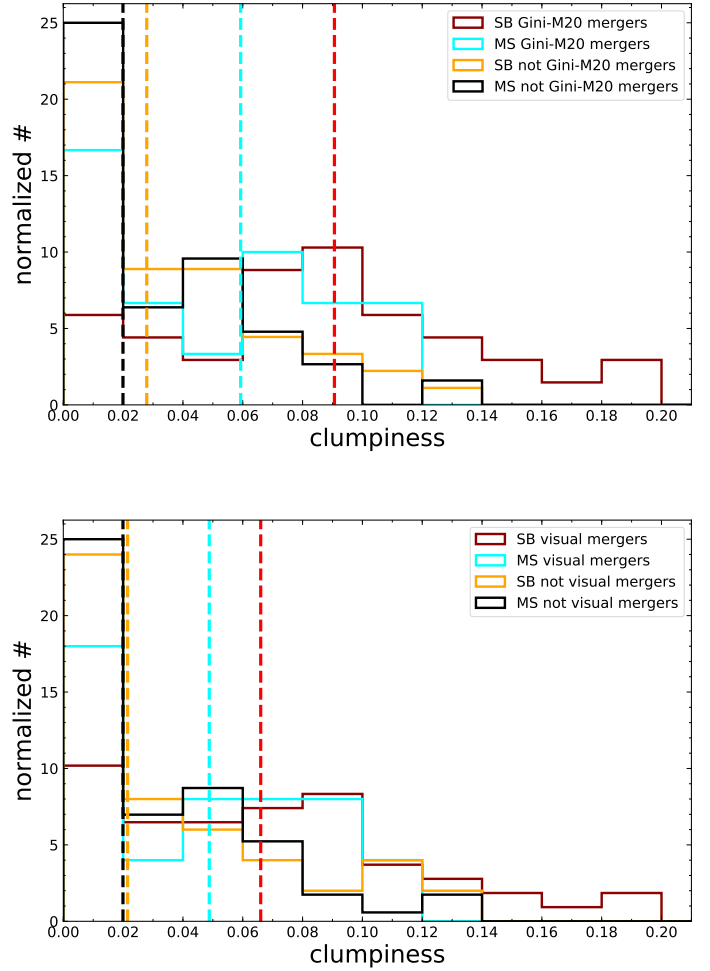 SB Gini-M20 mergers
MS Gini-M20 mergers
SB not Gini-M20 mergers
MS not Gini-M20 mergers
normalized #
25
20
15
10
5
0
0.00 0.02 0.04 0.06 0.08 0.10 0.12 0.14 0.16 0.18 0.20
clumpiness
SB visual mergers
MS visual mergers
SB not visual mergers
MS not visual mergers
normalized #
25
20
15
10
5
0
0.00 0.02 0.04 0.06 0.08 0.10 0.12 0.14 0.16 0.18 0.20
clumpiness